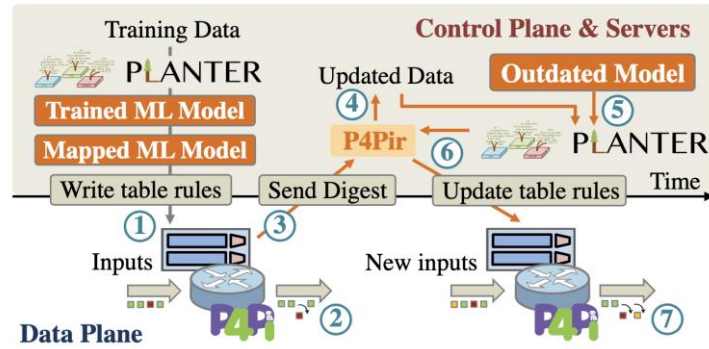 Training Data
Control Plane & Servers
PLANTER
Updated Data
Outdated Model
Trained ML Model
④
⑤
P4Pir
⑥
PLANTER
Mapped ML Model
Write table rules
Send Digest
Update table rules
Time
①
③
Inputs
New inputs
②
⑦
P4Pi
P4Pi
Data Plane